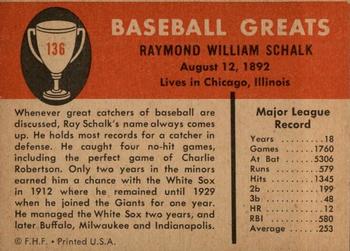 136
BASEBALL GREATS
RAYMOND WILLIAM SCHALK
August 12, 1892
Lives in Chicago, Illinois
Whenever great catchers of baseball are
discussed, Ray Schalk's name always comes
up. He holds most records for a catcher in
defense. He caught four no-hit games,
including the perfect game of Charlie
Robertson. Only two years in the minors
earned him a chance with the White Sox
in 1912 where he remained until 1929
when he joined the Giants for one year.
He managed the White Sox two years, and
later Buffalo, Milwaukee and Indianapolis.
© F.H.F. • Printed U.S.A.
Major League
Record
Years - - - - 18
Games - - - 1760
At Bat - - - 5306
Runs - - - - 579
Hits - - - - 1345
2b - - - - 199
3b - - - - 48
HR - - - - 12
RBI - - - - 580
Average - - .253